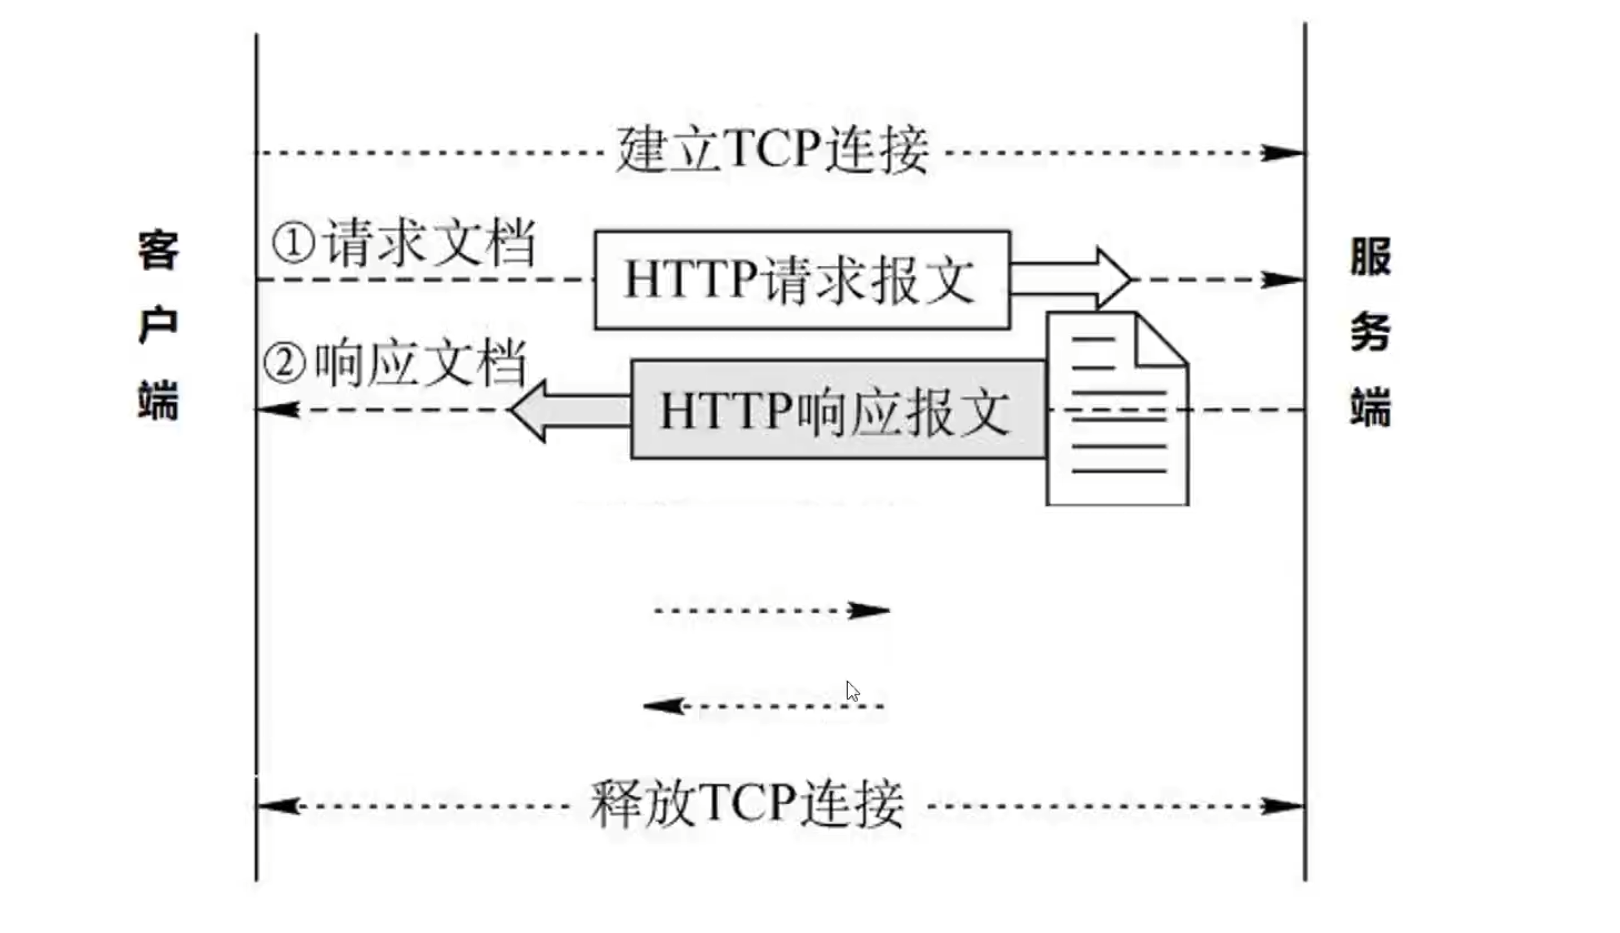 建立TCP连接
①请求文档
HTTP请求报文
客户端
服务端
②响应文档
HTTP响应报文
释放TCP连接